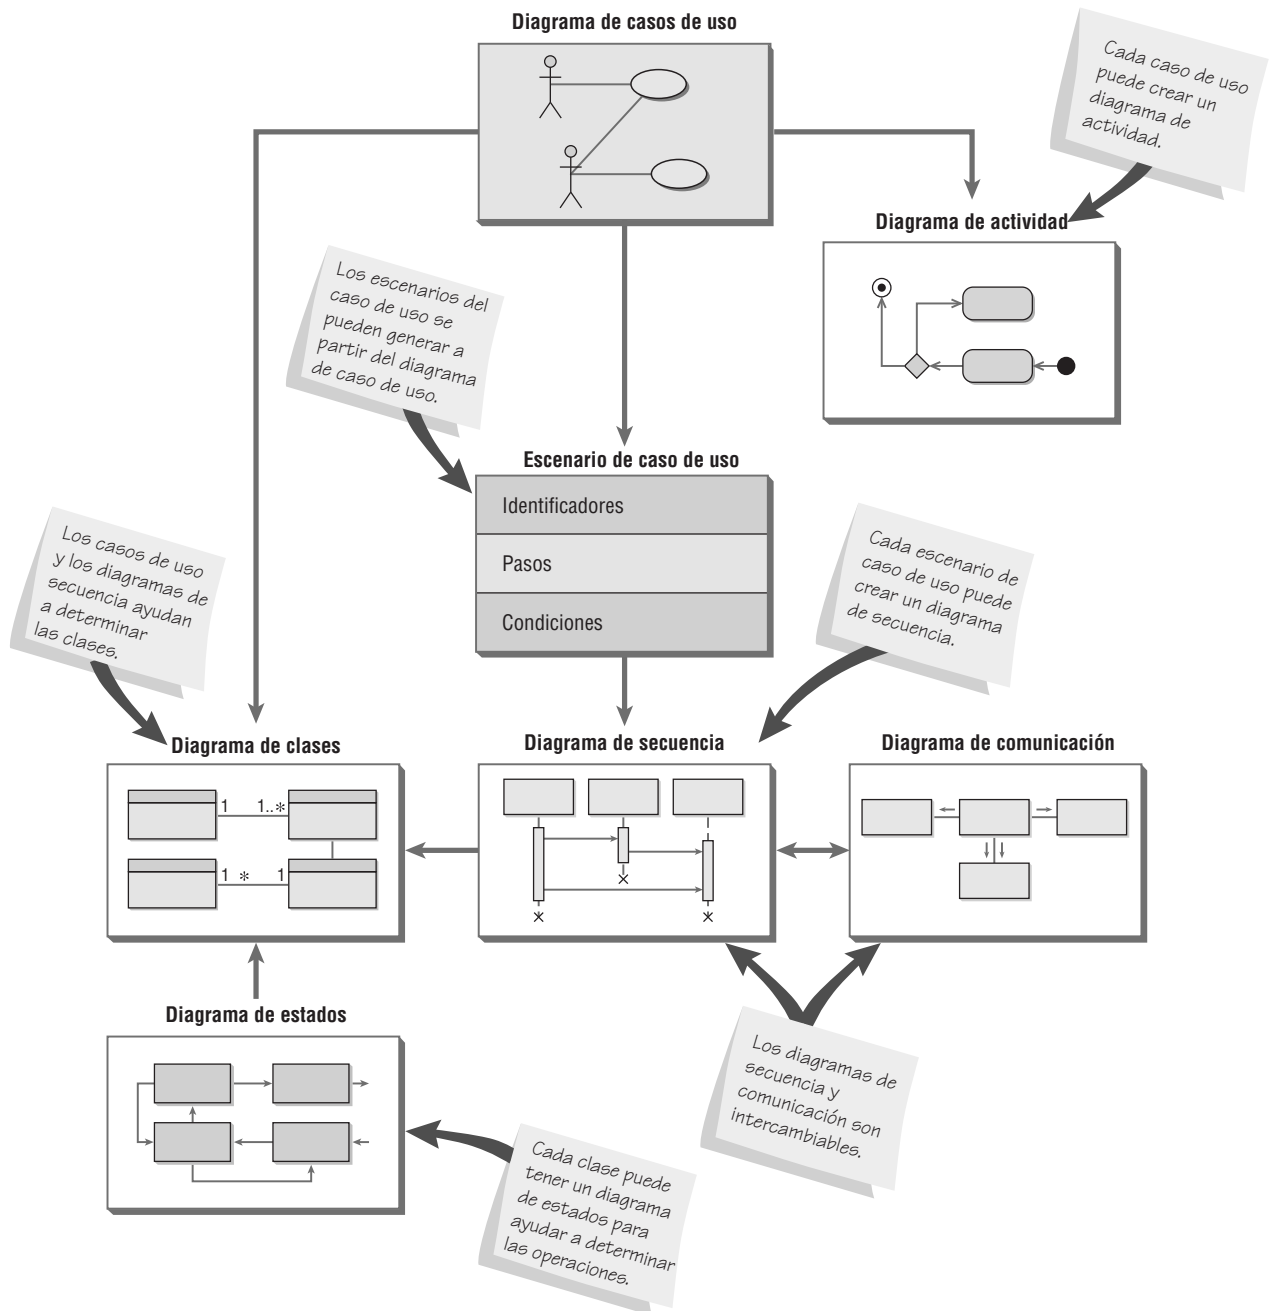 Diagrama de casos de uso
Cada caso de uso
puede crear un
diagrama de
actividad.
Diagrama de actividad
Los escenarios del
caso de uso se
pueden generar a
partir del diagrama
de caso de uso.
Escenario de caso de uso
Identificadores
Pasos
Condiciones
Los casos de uso
y los diagramas de
secuencia ayudan
a determinar
las clases.
Cada escenario de
caso de uso puede
crear un diagrama
de secuencia.
Diagrama de clases
1 1..*
1 * 1
Diagrama de secuencia
Diagrama de comunicación
Diagrama de estados
Los diagramas de
secuencia y
comunicación son
intercambiables.
Cada clase puede
tener un diagrama
de estados para
ayudar a determinar
las operaciones.